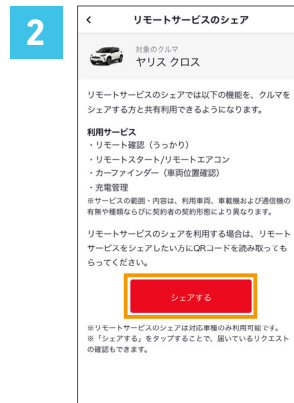 2
リモートサービスのシェア
対象のクルマ
ヤリス クロス
リモートサービスのシェアでは以下の機能を、クルマを
シェアする方と共有利用できるようになります。
利用サービス
・リモート確認（うっかり）
・リモートスタート/リモートエアコン
・カーファインダー（車両位置確認）
・充電管理
※サービスの範囲・内容は、利用車両、車載機および通信機の
有無や種類ならびに契約者の契約形態により異なります。
リモートサービスのシェアを利用する場合は、リモート
サービスをシェアしたい方にQRコードを読み取っても
らってください。
シェアする
※リモートサービスのシェアは対応車種のみ利用可能です。
※「シェアする」をタップすることで、届いているリクエスト
の確認もできます。